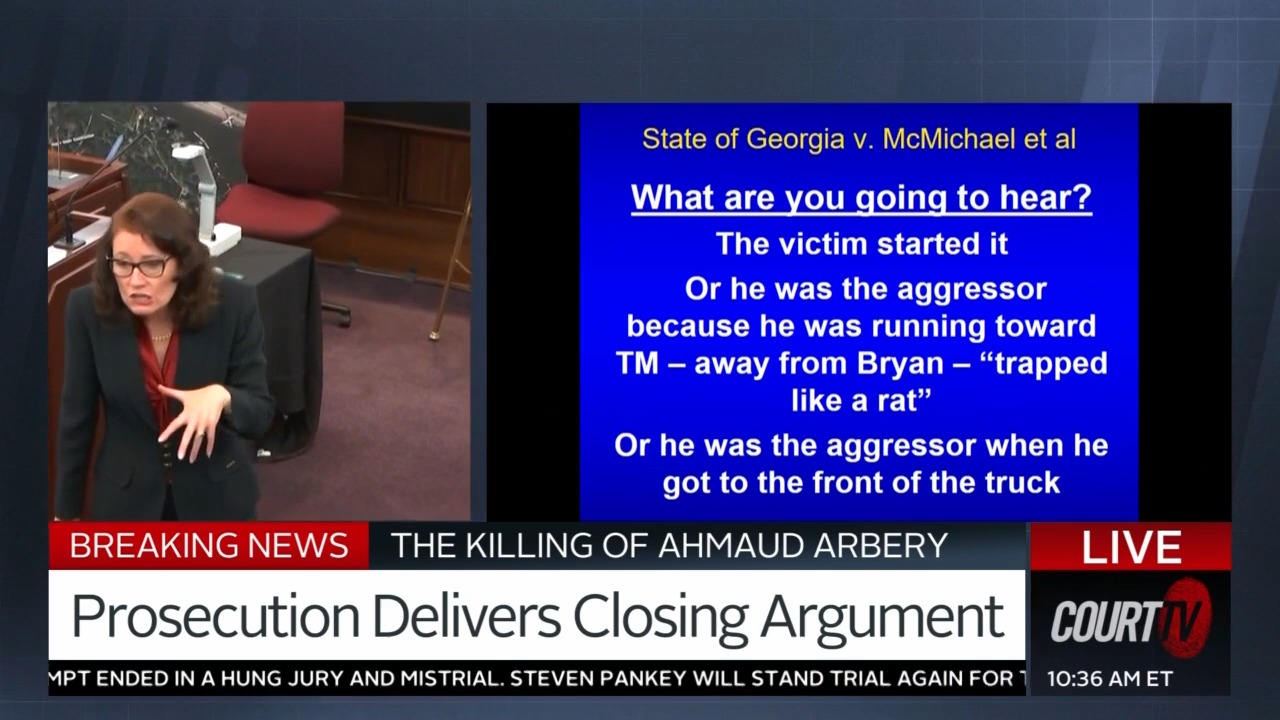 State of Georgia v. McMichael et al
What are you going to hear?
The victim started it
Or he was the aggressor
because he was running toward
TM – away from Bryan – “trapped
like a rat”
Or he was the aggressor when he
got to the front of the truck
BREAKING NEWS
THE KILLING OF AHMAUD ARBERY
LIVE
Prosecution Delivers Closing Argument
COURT TV
MPT ENDED IN A HUNG JURY AND MISTRIAL. STEVEN PANKEY WILL STAND TRIAL AGAIN FOR
10:36 AM ET